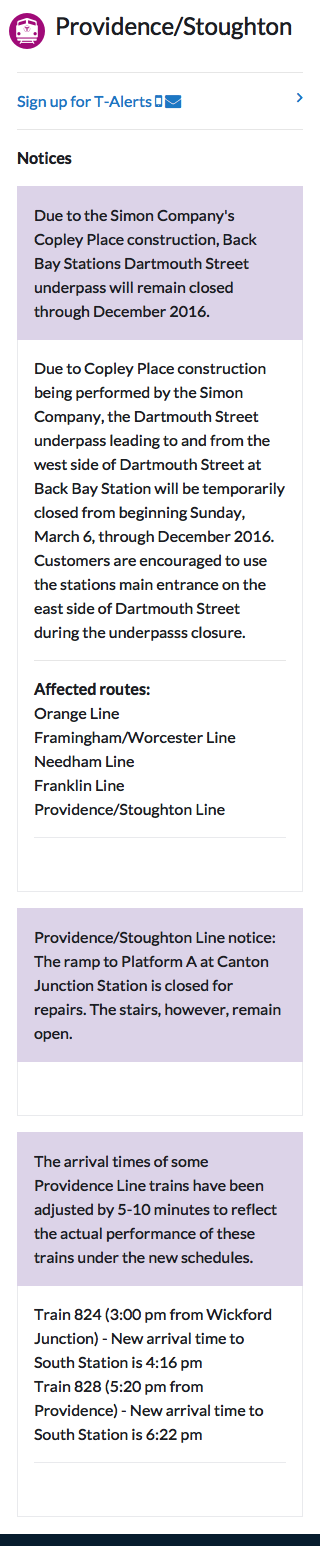 Providence/Stoughton
Sign up for T-Alerts
Notices
Due to the Simon Company's
Copley Place construction, Back
Bay Stations Dartmouth Street
underpass will remain closed
through December 2016.
Due to Copley Place construction
being performed by the Simon
Company, the Dartmouth Street
underpass leading to and from the
west side of Dartmouth Street at
Back Bay Station will be temporarily
closed from beginning Sunday,
March 6, through December 2016.
Customers are encouraged to use
the stations main entrance on the
east side of Dartmouth Street
during the underpasss closure.
Affected routes:
Orange Line
Framingham/Worcester Line
Needham Line
Franklin Line
Providence/Stoughton Line
Providence/Stoughton Line notice:
The ramp to Platform A at Canton
Junction Station is closed for
repairs. The stairs, however, remain
open.
The arrival times of some
Providence Line trains have been
adjusted by 5-10 minutes to reflect
the actual performance of these
trains under the new schedules.
Train 824 (3:00 pm from Wickford
Junction) - New arrival time to
South Station is 4:16 pm
Train 828 (5:20 pm from
Providence) - New arrival time to
South Station is 6:22 pm